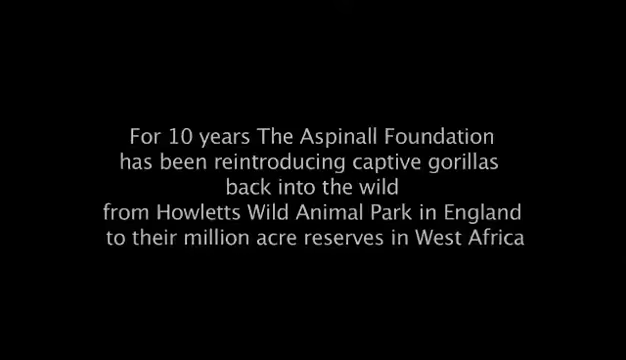 For 10 years The Aspinall Foundation
has been reintroducing captive gorillas
back into the wild
from Howletts Wild Animal Park in England
to their million acre reserves in West Africa